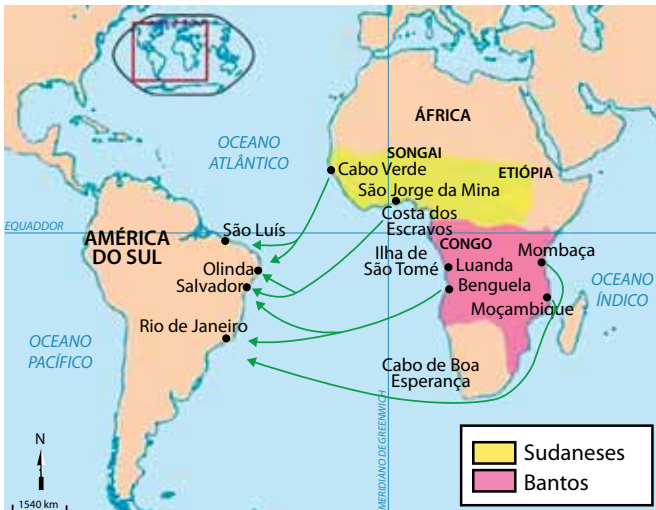 ÁFRICA
OCEANO
ATLÂNTICO
SONGAI
Cabo Verde
ETIÓPIA
São Jorge da Mina
Costa dos
Escravos
EQUADDOR
São Luís
AMÉRICA
DO SUL
CONGO
Mombaça
Ilha de
São Tomé
Luanda
Olinda
Salvador
Benguela
OCEANO
ÍNDICO
Moçambique
Rio de Janeiro
OCEANO
PACÍFICO
Cabo de Boa
Esperança
MERIDIANO DE GREENWICH
N
1540 km
Sudaneses
Bantos